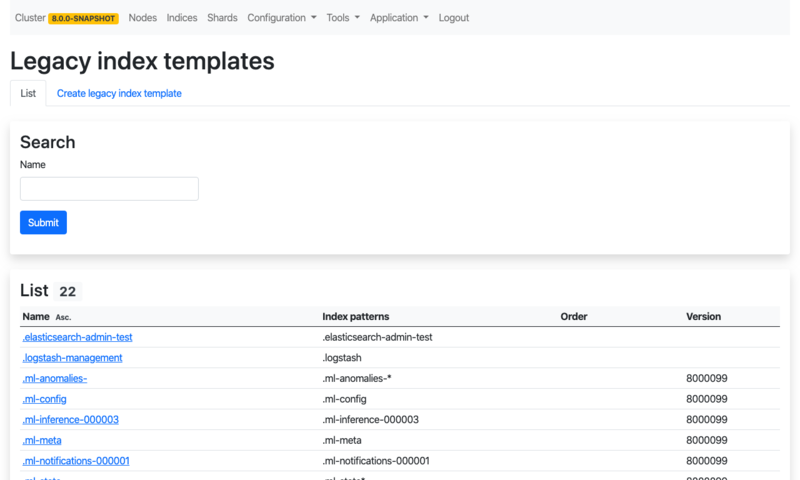 Cluster 8.0.0-SNAPSHOT Nodes Indices Shards Configuration Tools Application Logout
Legacy index templates
List Create legacy index template
Search
Name
Submit
List 22
Name Asc. Index patterns Order Version
.elasticsearch-admin-test .elasticsearch-admin-test
.logstash-management .logstash
.ml-anomalies- .ml-anomalies-* 8000099
.ml-config .ml-config 8000099
.ml-inference-000003 .ml-inference-000003 8000099
.ml-meta .ml-meta 8000099
.ml-notifications-000001 .ml-notifications-000001 8000099